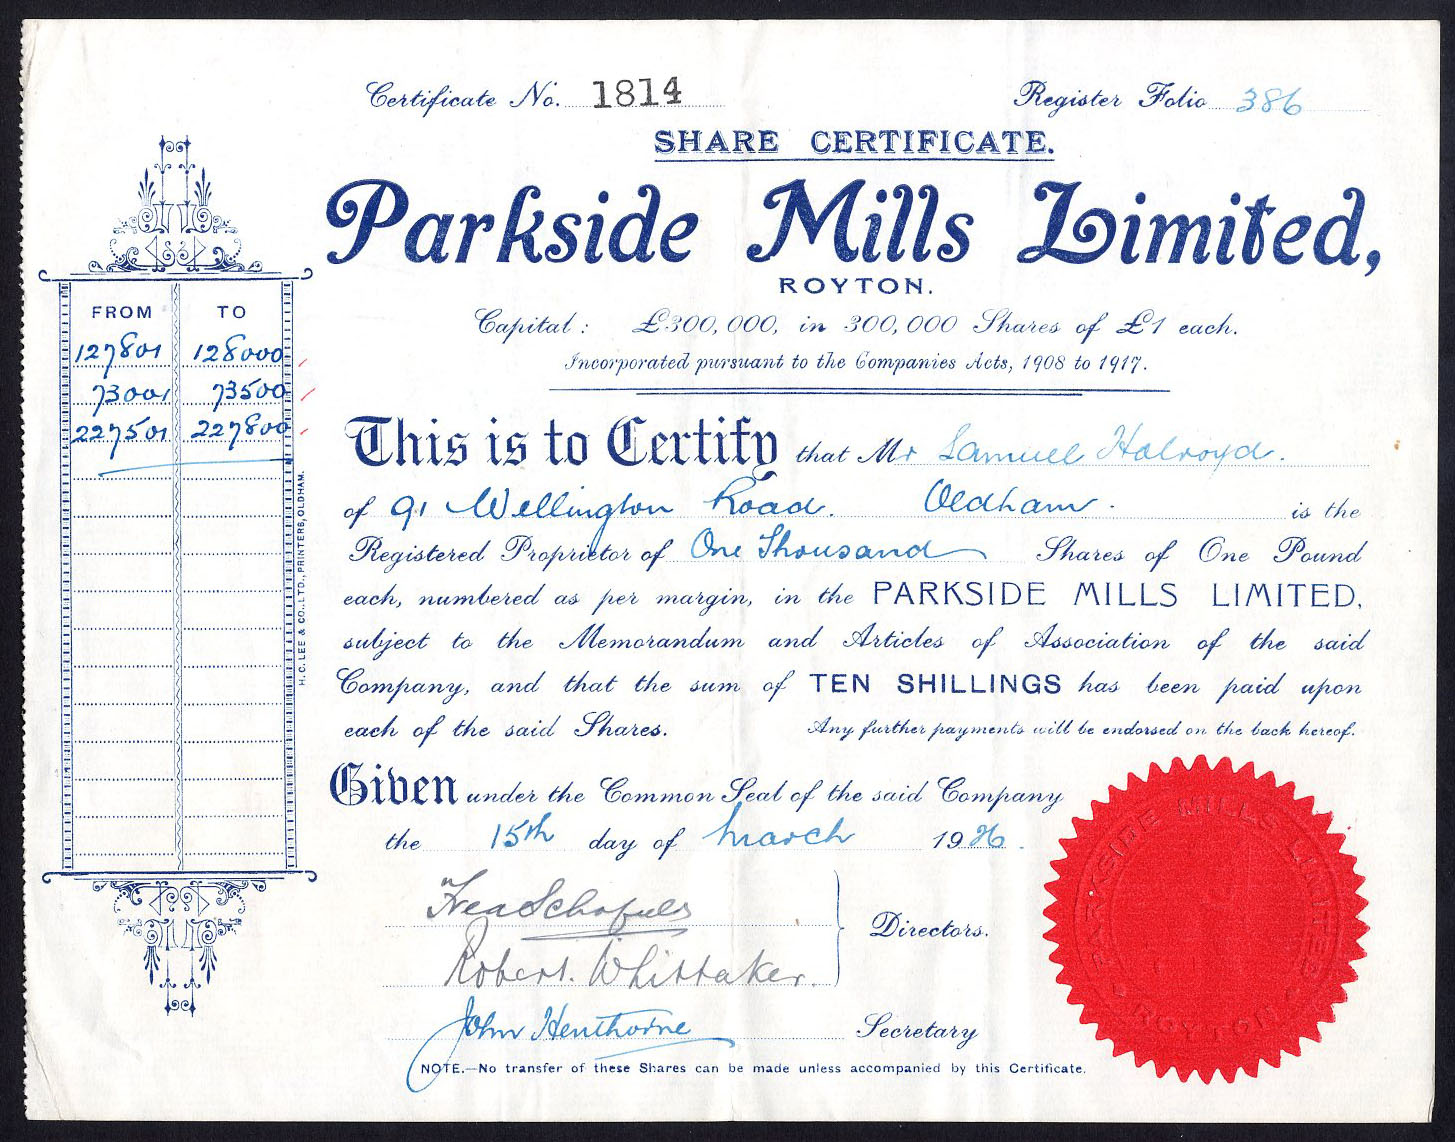 Certificate No. 1814 Register Folio 386
SHARE CERTIFICATE.
Parkside Mills Limited,
ROYTON.
Capital: £300,000, in 300,000 Shares of £1 each.
Incorporated pursuant to the Companies Acts, 1908 to 1917.
FROM TO
127801 128000
73001 73500
227501 227800
H. C. LEE & CO., LTD., PRINTERS, OLDHAM.
This is to Certify that Mr Samuel Holroyd.
of 91 Wellington Road. Oldham. is the
Registered Proprietor of One Thousand Shares of One Pound
each, numbered as per margin, in the PARKSIDE MILLS LIMITED,
subject to the Memorandum and Articles of Association of the said
Company, and that the sum of TEN SHILLINGS has been paid upon
each of the said Shares. Any further payments will be endorsed on the back hereof.
Given under the Common Seal of the said Company
the 15th day of March 1926.
Schofield
Robert Whittaker.
Directors.
John Henthorne Secretary
NOTE.—No transfer of these Shares can be made unless accompanied by this Certificate.
PARKSIDE MILLS LIMITED
ROYTON